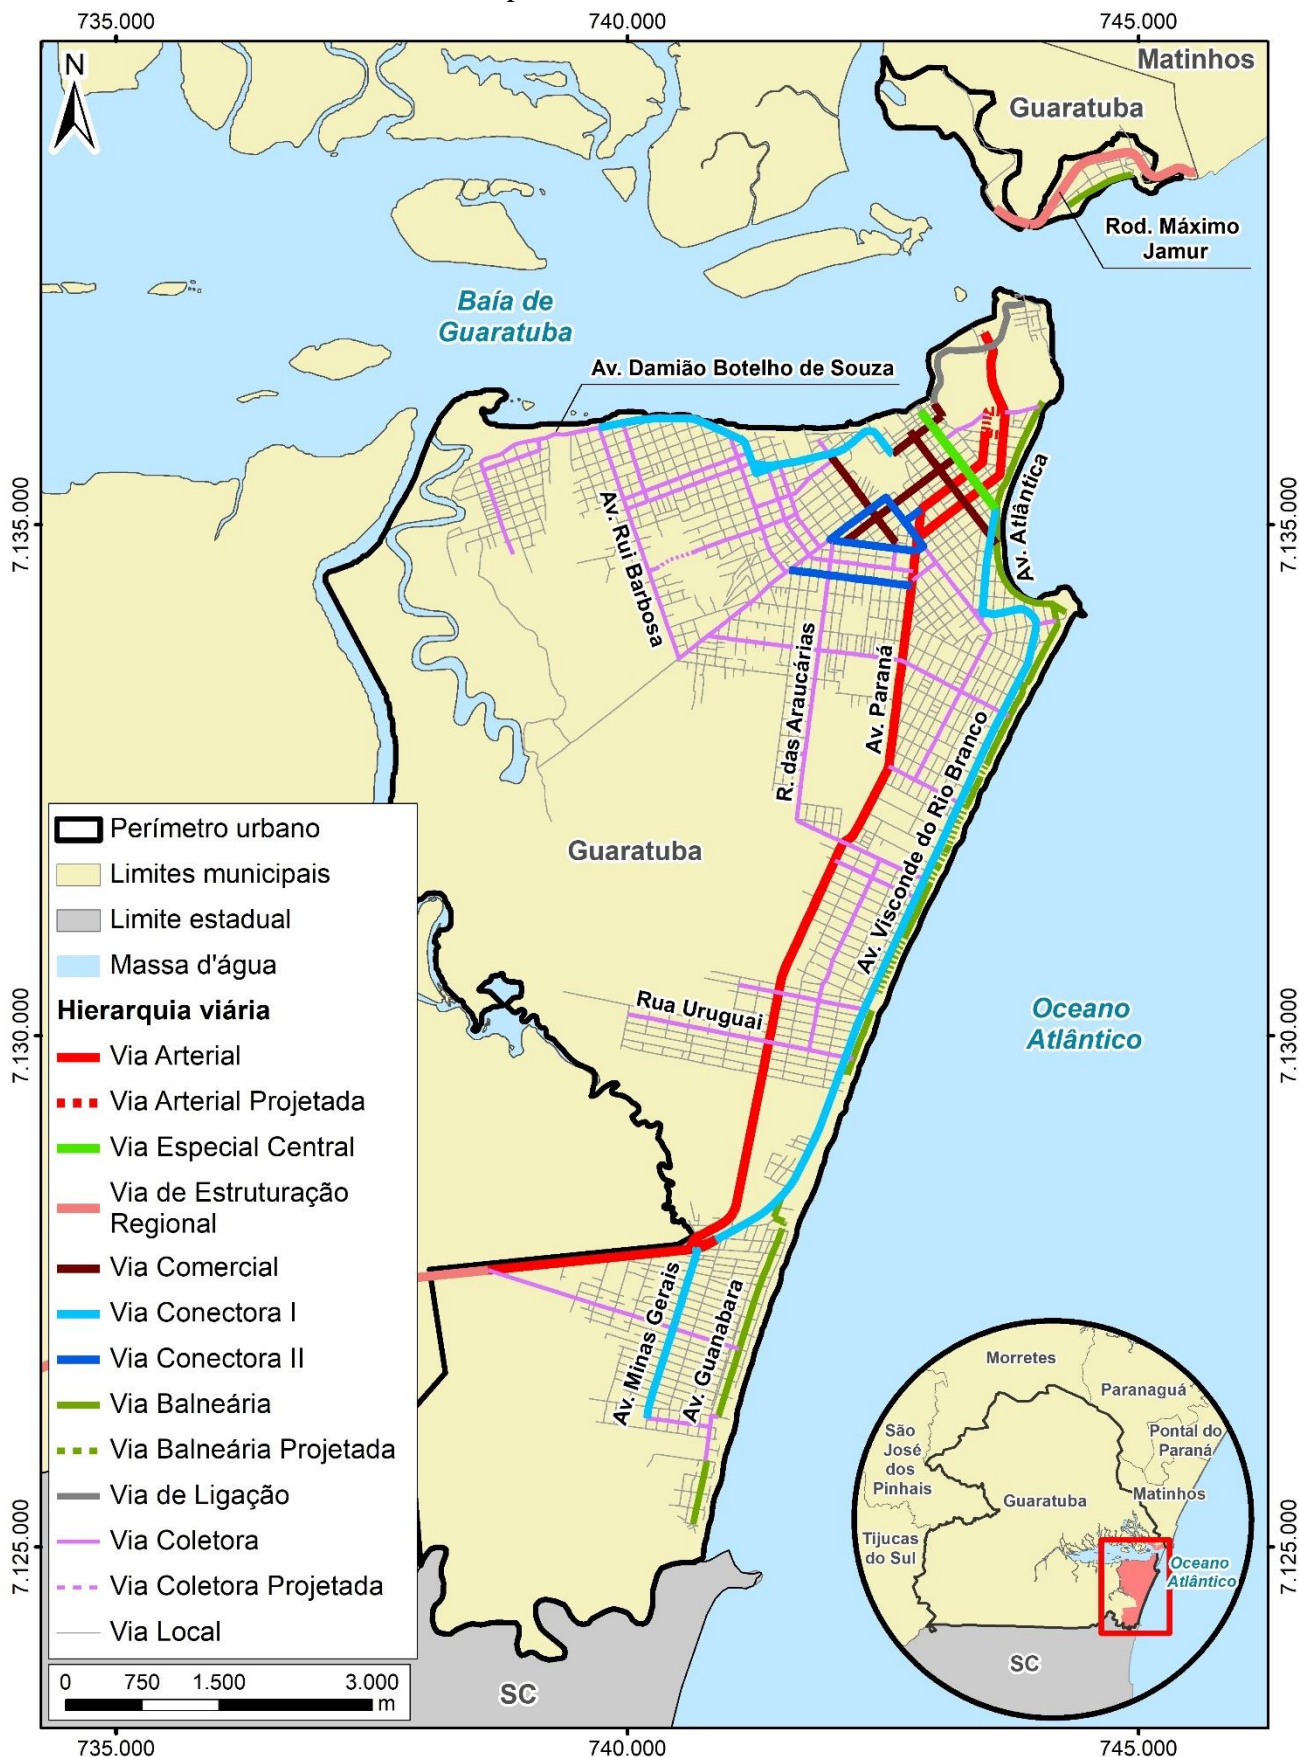 735.000
740.000
745.000
N
Matinhos
Guaratuba
Rod. Máximo
Jamur
Baía de
Guaratuba
Av. Damião Botelho de Souza
Av. Atlântica
7.135.000
7.135.000
Av. Rui Barbosa
R. das Araucárias
Av. Paraná
Av. Visconde do Rio Branco
Guaratuba
Rua Uruguai
Oceano
Atlântico
7.130.000
7.130.000
Av. Minas Gerais
Av. Guanabara
7.125.000
7.125.000
SC
Perímetro urbano
Limites municipais
Limite estadual
Massa d'água
Hierarquia viária
Via Arterial
Via Arterial Projetada
Via Especial Central
Via de Estruturação
Regional
Via Comercial
Via Conectora I
Via Conectora II
Via Balneária
Via Balneária Projetada
Via de Ligação
Via Coletora
Via Coletora Projetada
Via Local
0 750 1.500 3.000
m
Morretes
Paranaguá
São
José
dos
Pinhais
Pontal do
Paraná
Guaratuba
Matinhos
Tijucas
do Sul
Oceano
Atlântico
SC
735.000
740.000
745.000